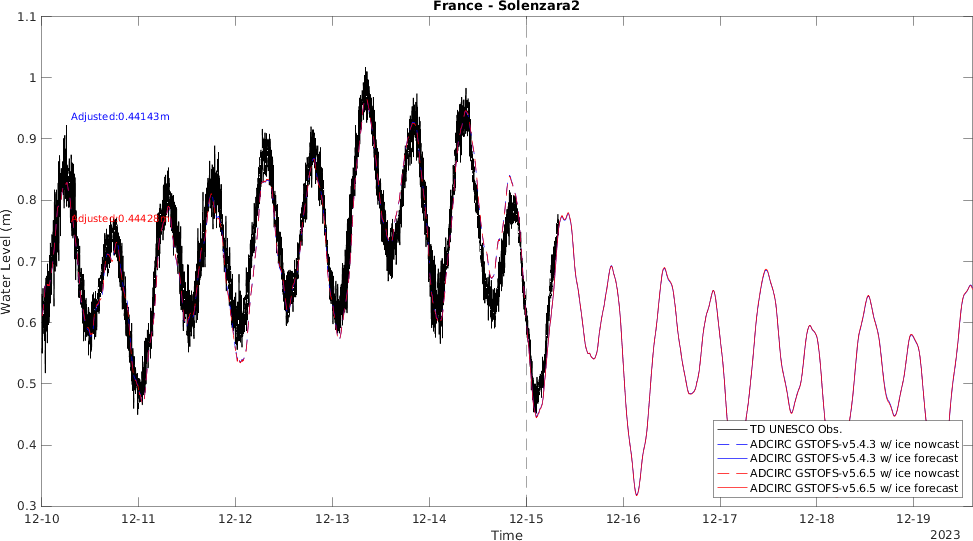 France - Solenzara2
Water Level (m)
1.1
1
0.9
0.8
0.7
0.6
0.5
0.4
0.3
Adjusted:0.44143m
Adjusted:0.44428m
TD UNESCO Obs.
ADCIRC GSTOFS-v5.4.3 w/ ice nowcast
ADCIRC GSTOFS-v5.4.3 w/ ice forecast
ADCIRC GSTOFS-v5.6.5 w/ ice nowcast
ADCIRC GSTOFS-v5.6.5 w/ ice forecast
12-10 12-11 12-12 12-13 12-14 12-15 12-16 12-17 12-18 12-19
Time
2023